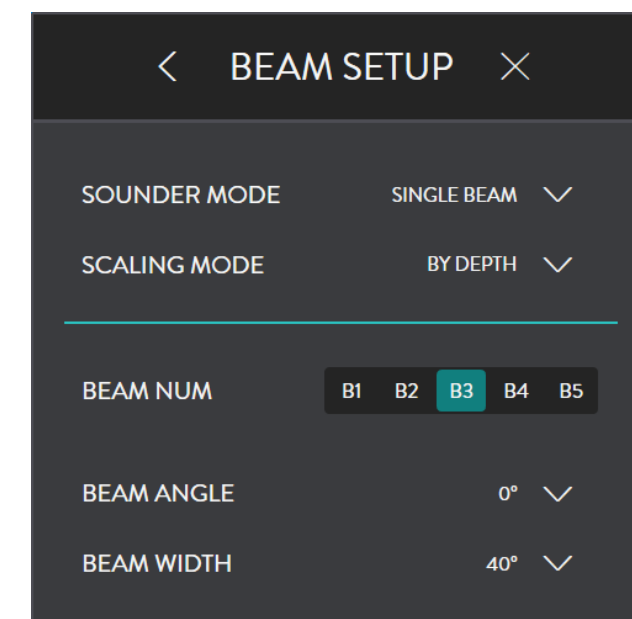 BEAM SETUP
SOUNDER MODE SINGLE BEAM
SCALING MODE BY DEPTH
BEAM NUM B1 B2 B3 B4 B5
BEAM ANGLE 0°
BEAM WIDTH 40°